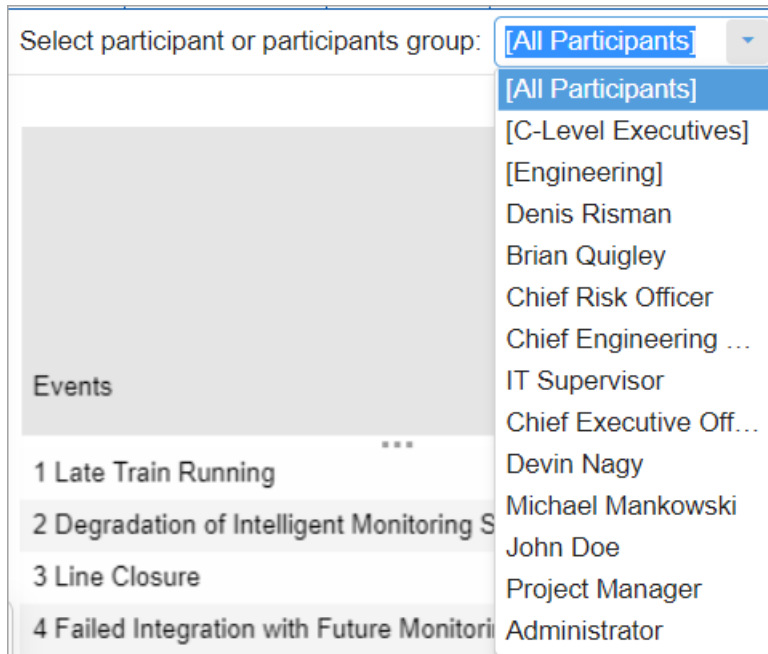 Select participant or participants group: [All Participants]
[All Participants]
[C-Level Executives]
[Engineering]
Denis Risman
Brian Quigley
Chief Risk Officer
Chief Engineering ...
IT Supervisor
Chief Executive Off...
Devin Nagy
Michael Mankowski
John Doe
Project Manager
Administrator
Events
1 Late Train Running
2 Degradation of Intelligent Monitoring S
3 Line Closure
4 Failed Integration with Future Monitori